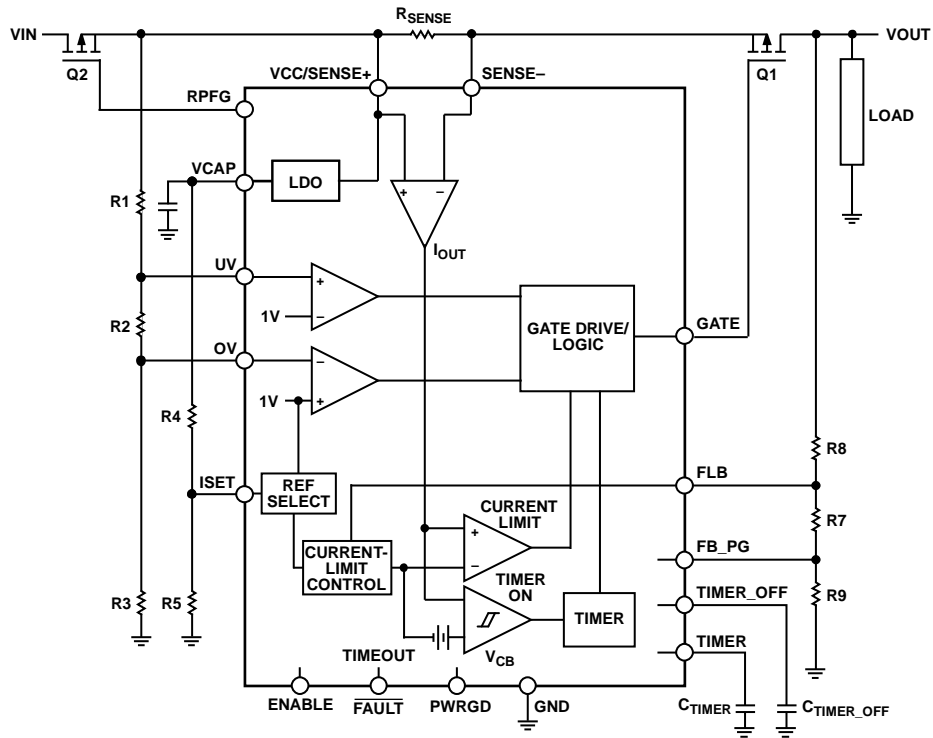 RSENSE
VIN
VOUT
Q2
VCC/SENSE+
SENSE–
Q1
RPFG
LOAD
VCAP
LDO
+
–
R1
IOUT
UV
+
1V
–
GATE DRIVE/
LOGIC
GATE
R2
OV
–
1V
+
R4
R8
ISET
REF
SELECT
FLB
CURRENT
LIMIT
+
R7
CURRENT-
LIMIT
CONTROL
–
FB_PG
TIMER
ON
TIMER_OFF
R9
R3
R5
TIMER
TIMER
VCB
TIMEOUT
ENABLE
FAULT
PWRGD
GND
CTIMER
CTIMER_OFF